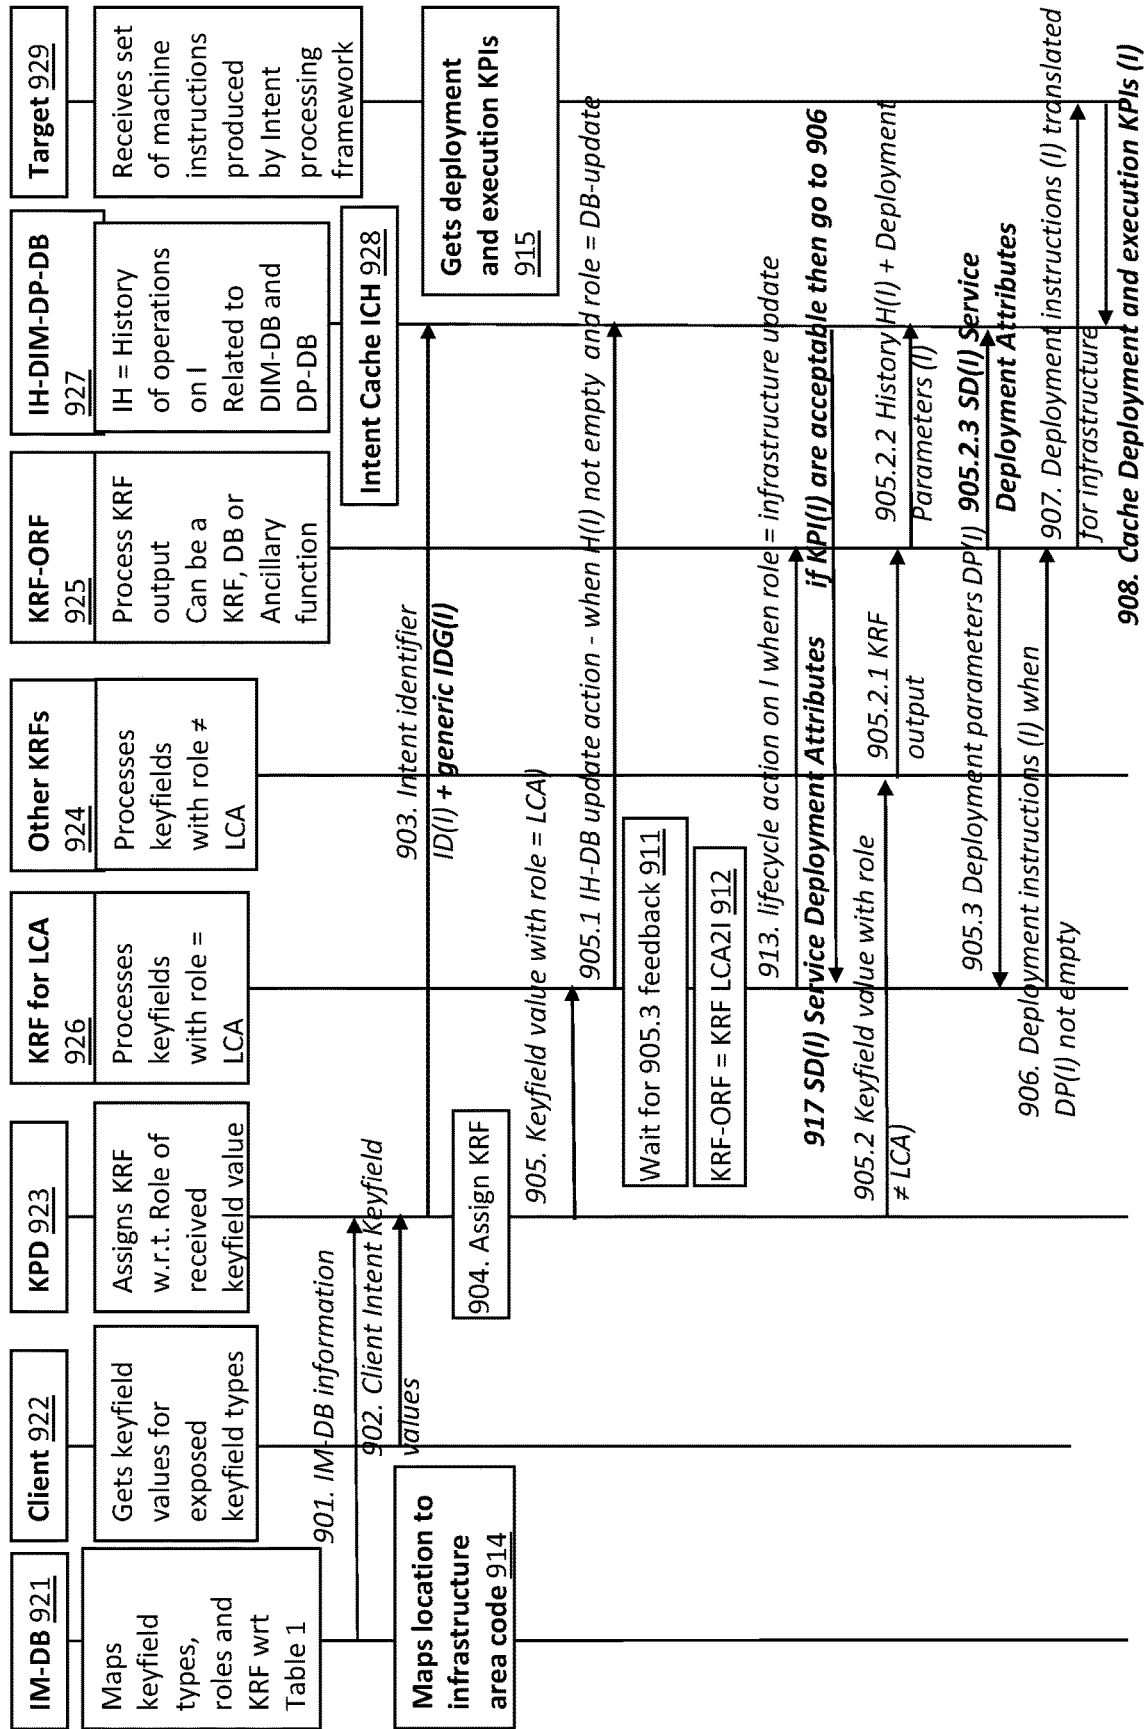 IM-DB 921
Maps
keyfield
types,
roles and
KRF wrt
Table 1
Client 922
Gets keyfield
values for
exposed
keyfield types
KPD 923
Assigns KRF
w.r.t. Role of
received
keyfield value
KRF for LCA
926
Processes
keyfields
with role =
LCA
Other KRFs
924
Processes
keyfields
with role ≠
LCA
KRF-ORF
925
Process KRF
output
Can be a
KRF, DB or
Ancillary
function
IH-DIM-DP-DB
927
IH = History
of operations
on I
Related to
DIM-DB and
DP-DB
Target 929
Receives set
of machine
instructions
produced
by Intent
processing
framework
Intent Cache ICH 928
901. IM-DB information
902. Client Intent Keyfield
values
Maps location to
infrastructure
area code 914
903. Intent identifier
ID(I) + generic IDG(I)
Gets deployment
and execution KPIs
915
904. Assign KRF
905. Keyfield value with role = LCA)
905.1 IH-DB update action - when H(I) not empty and role = DB-update
Wait for 905.3 feedback 911
KRF-ORF = KRF LCA2I 912
913. lifecycle action on I when role = infrastructure update
917 SD(I) Service Deployment Attributes if KPI(I) are acceptable then go to 906
905.2 Keyfield value with role
≠ LCA)
905.2.1 KRF
output
905.2.2 History H(I) + Deployment
Parameters (I)
905.3 Deployment parameters DP(I)
905.2.3 SD(I) Service
Deployment Attributes
906. Deployment instructions (I) when
DP(I) not empty
907. Deployment instructions (I) translated
for infrastructure
908. Cache Deployment and execution KPIs (I)